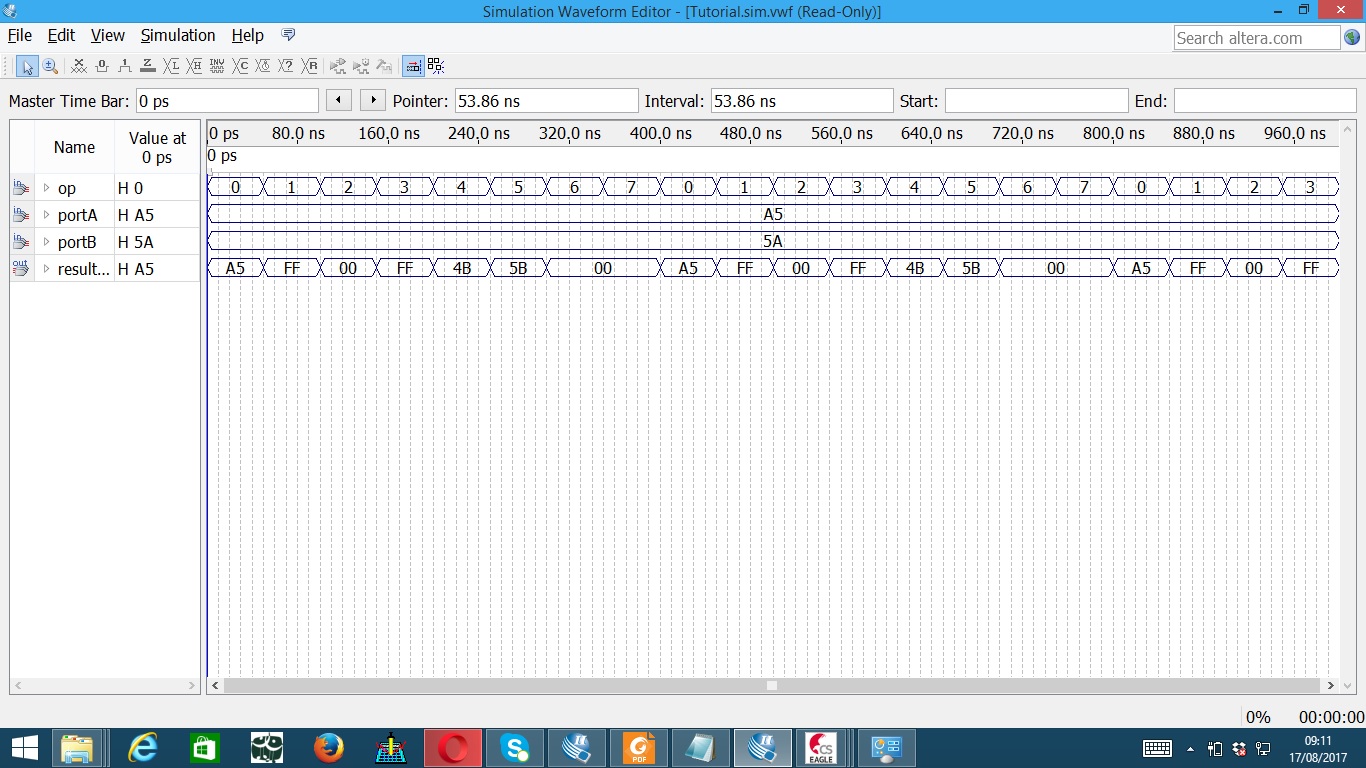 Simulation Waveform Editor - [Tutorial.sim.vwf (Read-Only)]
File Edit View Simulation Help
Search altera.com
Master Time Bar: 0 ps Pointer: 53.86 ns Interval: 53.86 ns Start: End:
Name Value at 0 ps
0 ps 80.0 ns 160.0 ns 240.0 ns 320.0 ns 400.0 ns 480.0 ns 560.0 ns 640.0 ns 720.0 ns 800.0 ns 880.0 ns 960.0 ns
0 ps
op H 0 0 1 2 3 4 5 6 7 0 1 2 3 4 5 6 7 0 1 2 3
portA H A5 A5
portB H 5A 5A
result... H A5 A5 FF 00 FF 4B 5B 00 A5 FF 00 FF 4B 5B 00 A5 FF 00 FF
0% 00:00:00
PDF
CS
EAGLE
09:11
17/08/2017